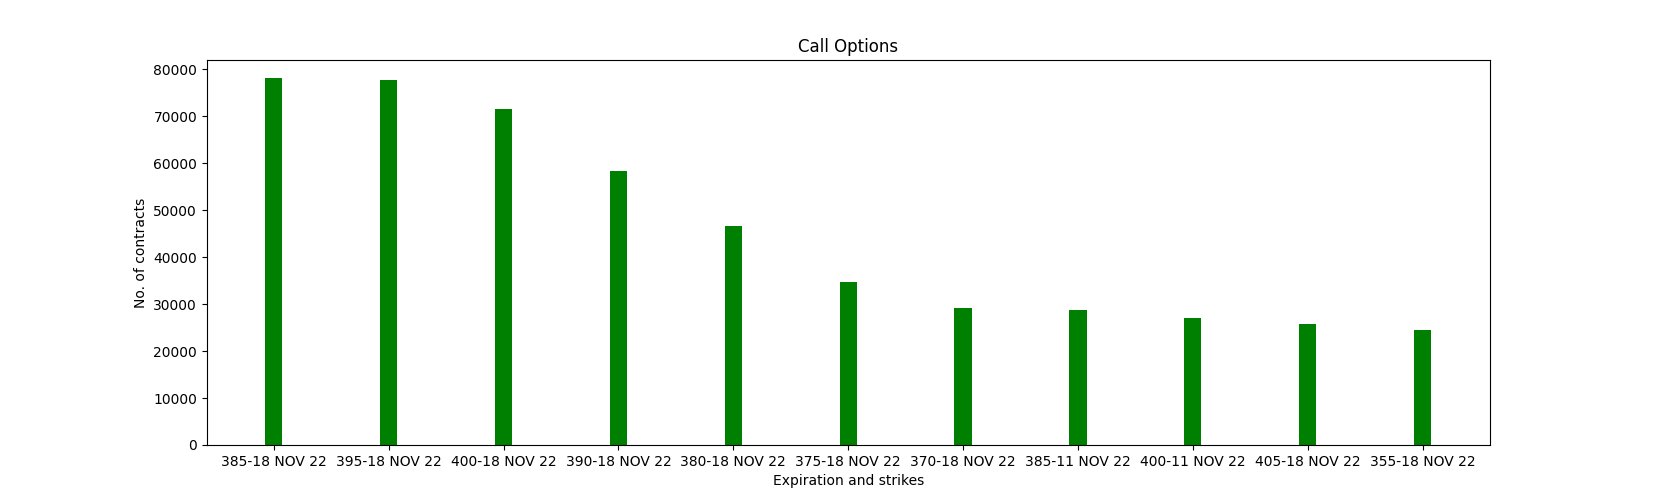 Call Options
80000
70000
60000
50000
40000
30000
20000
10000
0
No. of contracts
385-18 NOV 22 395-18 NOV 22 400-18 NOV 22 390-18 NOV 22 380-18 NOV 22 375-18 NOV 22 370-18 NOV 22 385-11 NOV 22 400-11 NOV 22 405-18 NOV 22 355-18 NOV 22
Expiration and strikes